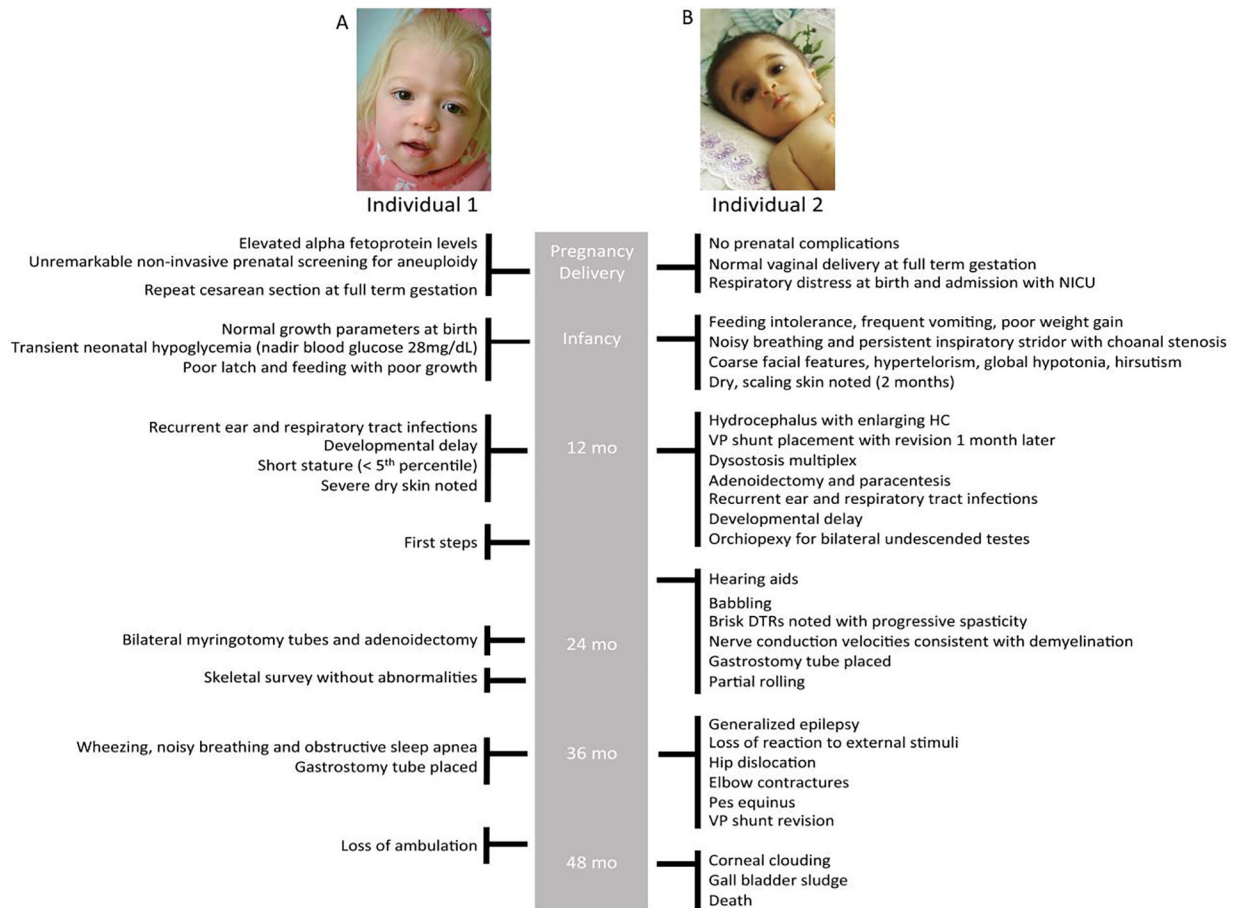 A
B
Individual 1
Individual 2
Pregnancy
Delivery
Elevated alpha fetoprotein levels
Unremarkable non-invasive prenatal screening for aneuploidy
Repeat cesarean section at full term gestation
No prenatal complications
Normal vaginal delivery at full term gestation
Respiratory distress at birth and admission with NICU
Infancy
Normal growth parameters at birth
Transient neonatal hypoglycemia (nadir blood glucose 28mg/dL)
Poor latch and feeding with poor growth
Feeding intolerance, frequent vomiting, poor weight gain
Noisy breathing and persistent inspiratory stridor with choanal stenosis
Coarse facial features, hypertelorism, global hypotonia, hirsutism
Dry, scaling skin noted (2 months)
12 mo
Recurrent ear and respiratory tract infections
Developmental delay
Short stature (< 5th percentile)
Severe dry skin noted
First steps
Hydrocephalus with enlarging HC
VP shunt placement with revision 1 month later
Dysostosis multiplex
Adenoidectomy and paracentesis
Recurrent ear and respiratory tract infections
Developmental delay
Orchiopexy for bilateral undescended testes
24 mo
Bilateral myringotomy tubes and adenoidectomy
Skeletal survey without abnormalities
Hearing aids
Babbling
Brisk DTRs noted with progressive spasticity
Nerve conduction velocities consistent with demyelination
Gastrostomy tube placed
Partial rolling
36 mo
Wheezing, noisy breathing and obstructive sleep apnea
Gastrostomy tube placed
Generalized epilepsy
Loss of reaction to external stimuli
Hip dislocation
Elbow contractures
Pes equinus
VP shunt revision
48 mo
Loss of ambulation
Corneal clouding
Gall bladder sludge
Death